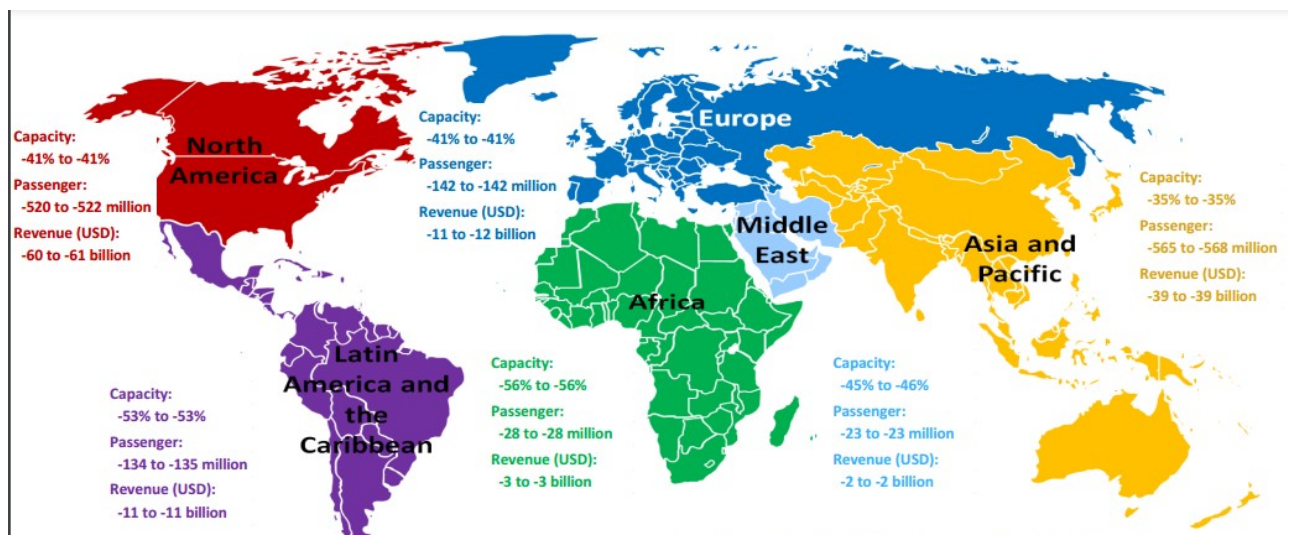 North
America
Capacity:
-41% to -41%
Passenger:
-520 to -522 million
Revenue (USD):
-60 to -61 billion
Europe
Capacity:
-41% to -41%
Passenger:
-142 to -142 million
Revenue (USD):
-11 to -12 billion
Middle
East
Asia and
Pacific
Capacity:
-35% to -35%
Passenger:
-565 to -568 million
Revenue (USD):
-39 to -39 billion
Africa
Latin
America and
the
Caribbean
Capacity:
-53% to -53%
Passenger:
-134 to -135 million
Revenue (USD):
-11 to -11 billion
Capacity:
-56% to -56%
Passenger:
-28 to -28 million
Revenue (USD):
-3 to -3 billion
Capacity:
-45% to -46%
Passenger:
-23 to -23 million
Revenue (USD):
-2 to -2 billion